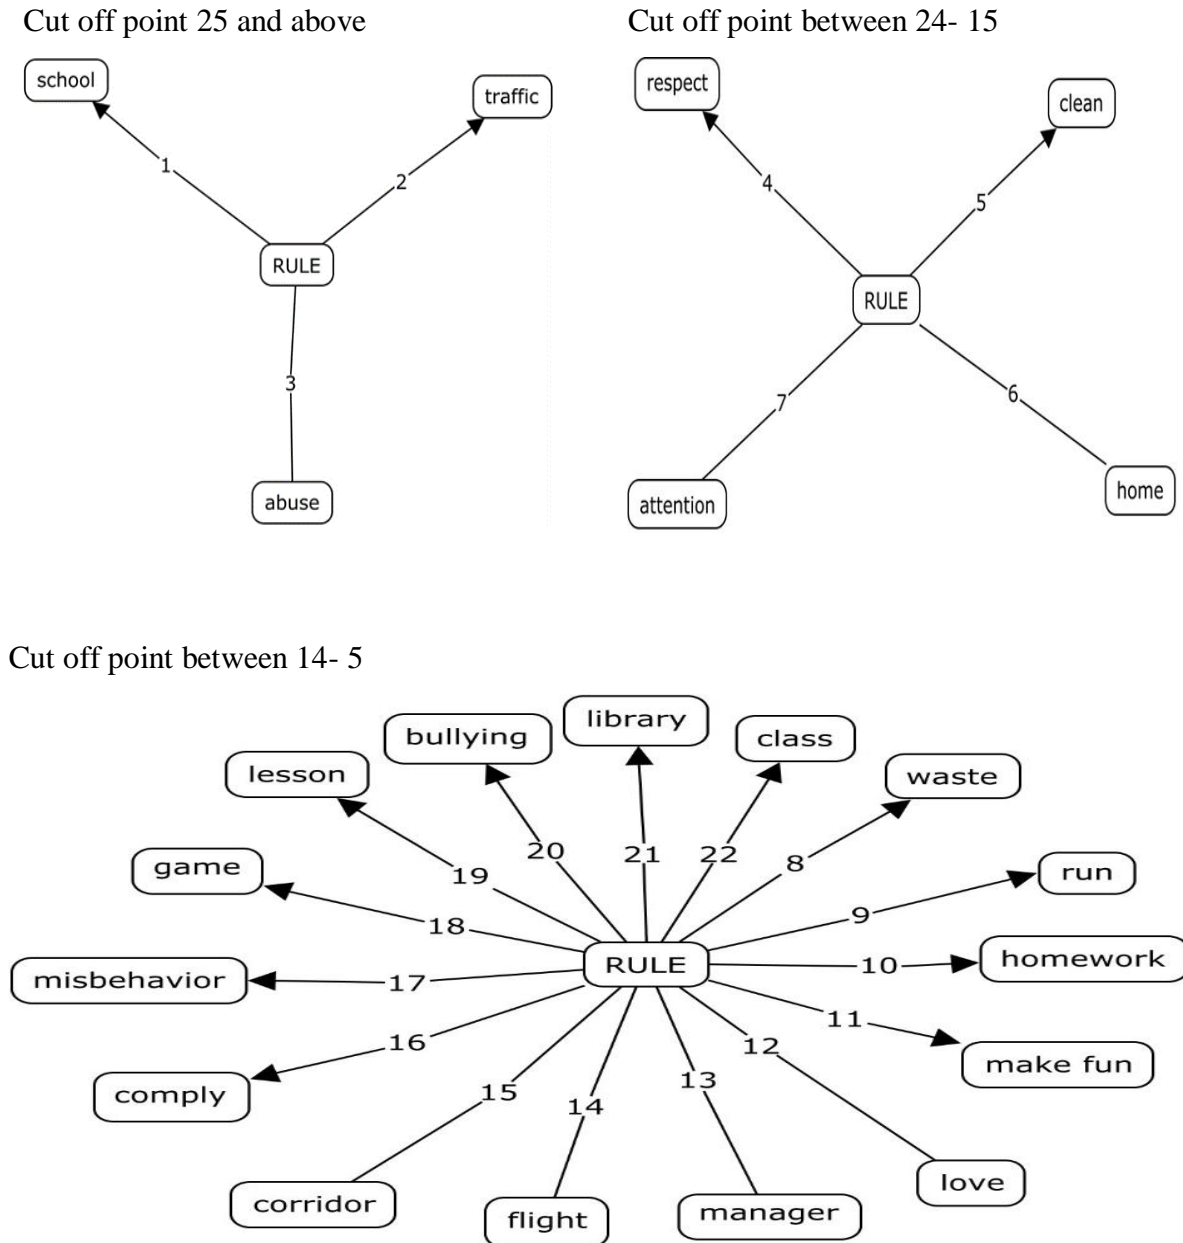 Cut off point 25 and above
school
traffic
1
2
RULE
3
abuse
Cut off point between 24- 15
respect
clean
4
5
RULE
7
6
attention
home
Cut off point between 14- 5
library
bullying
class
lesson
waste
game
run
20
21
22
8
19
18
9
RULE
homework
misbehavior
17
10
11
16
12
make fun
13
comply
15
14
love
corridor
manager
flight